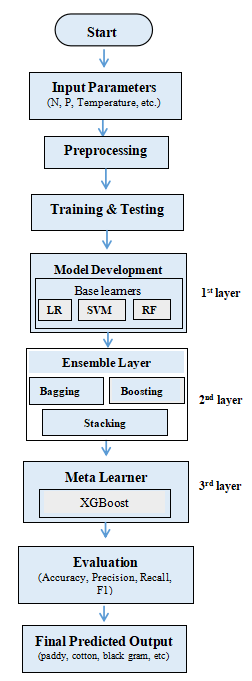 Start
Input Parameters
(N, P, Temperature, etc.)
Preprocessing
Training & Testing
Model Development
Base learners
LR SVM RF
1st layer
Ensemble Layer
Bagging Boosting
2nd layer
Stacking
Meta Learner
3rd layer
XGBoost
Evaluation
(Accuracy, Precision, Recall,
F1)
Final Predicted Output
(paddy, cotton, black gram, etc)